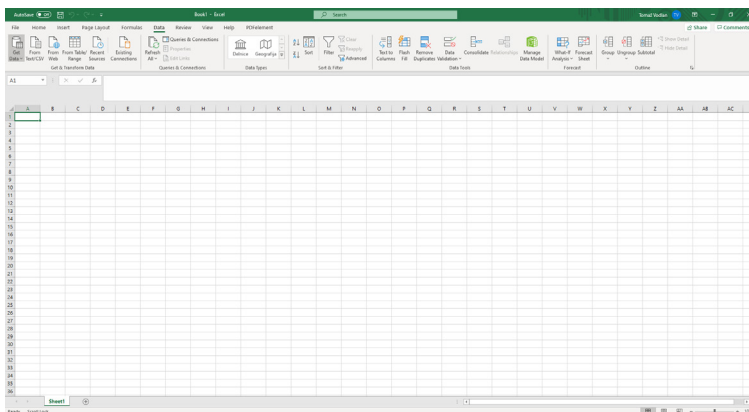 AutoSave Off Book1 - Excel Search Tomaž Vodlan
File Home Insert Page Layout Formulas Data Review View Help PDFelement Share Comments
Get Data From Text/CSV From Web From Table/Range Recent Sources Existing Connections
Get & Transform Data
Refresh All Queries & Connections Properties Edit Links
Queries & Connections
Delnice Geografija
Data Types
Sort Filter Clear Reapply Advanced
Sort & Filter
Text to Columns Flash Fill Remove Duplicates Data Validation Consolidate Relationships Manage Data Model
Data Tools
What-If Analysis Forecast Sheet
Forecast
Group Ungroup Subtotal Show Detail Hide Detail
Outline
A1 fx
A B C D E F G H I J K L M N O P Q R S T U V W X Y Z AA AB AC
1
2
3
4
5
6
7
8
9
10
11
12
13
14
15
16
17
18
19
20
21
22
23
24
25
26
27
28
29
30
31
32
33
34
35
36
Sheet1
Ready Scroll Lock